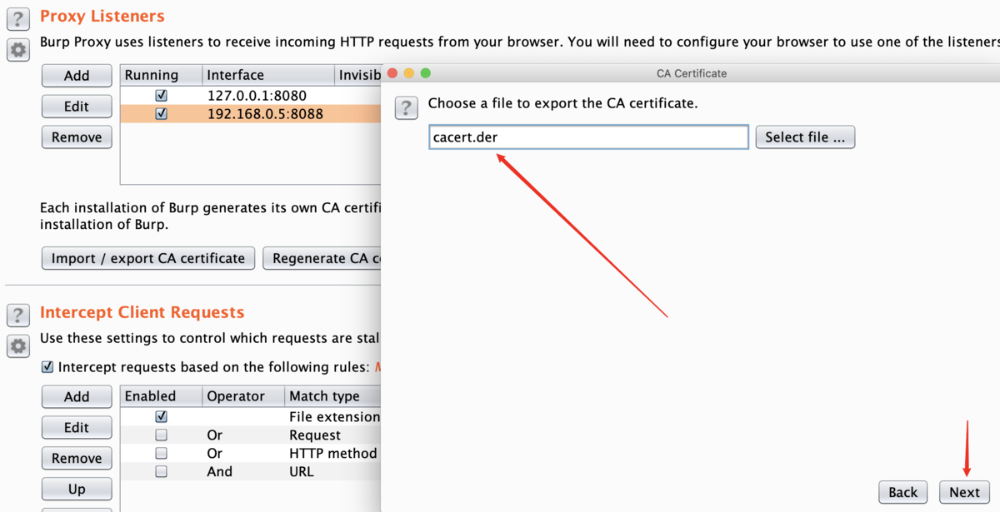 Proxy Listeners
Burp Proxy uses listeners to receive incoming HTTP requests from your browser. You will need to configure your browser to use one of the listeners
Add
Running Interface Invisib
127.0.0.1:8080
Edit
192.168.0.5:8088
Remove
Each installation of Burp generates its own CA certifi
installation of Burp.
Import / export CA certificate
Regenerate CA c
Intercept Client Requests
Use these settings to control which requests are stal
Intercept requests based on the following rules: M
Add
Enabled Operator Match type
File extension
Edit
Or Request
Remove
Or HTTP method
And URL
Up
CA Certificate
?
Choose a file to export the CA certificate.
cacert.der
Select file ...
Back
Next
?
?